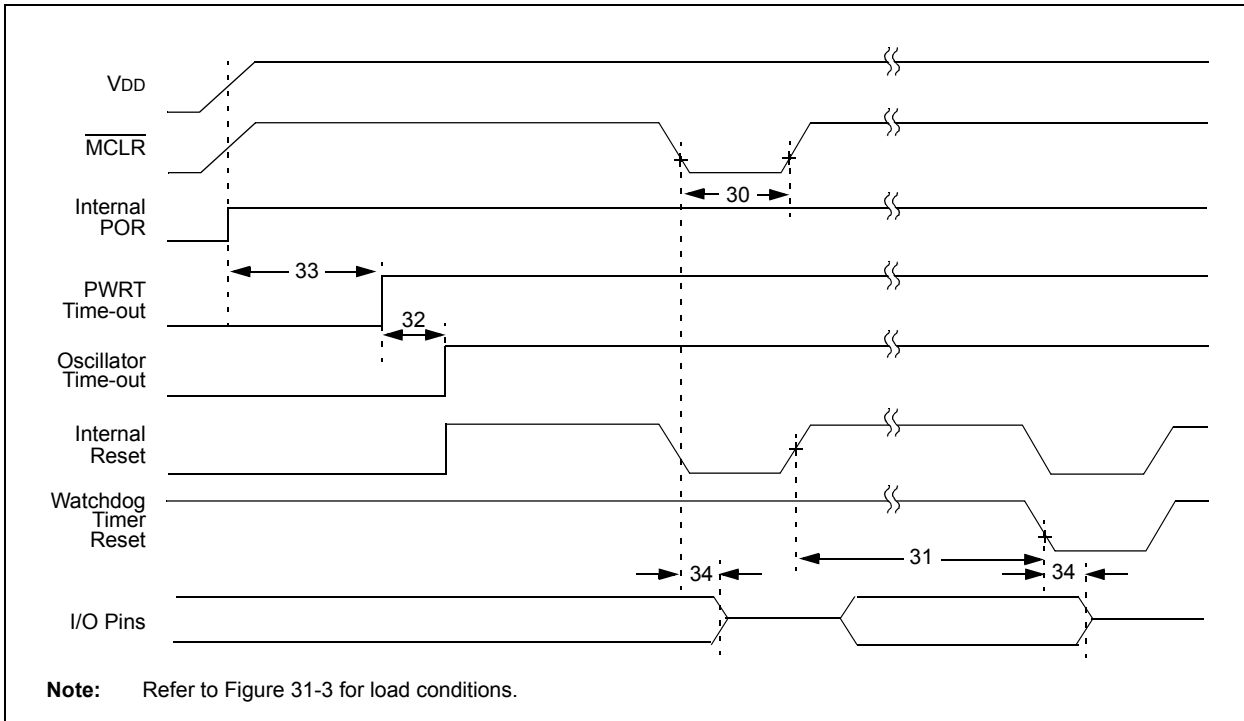 VDD
MCLR
Internal
POR
30
33
PWRT
Time-out
32
Oscillator
Time-out
Internal
Reset
Watchdog
Timer
Reset
31
34
34
I/O Pins
Note: Refer to Figure 31-3 for load conditions.